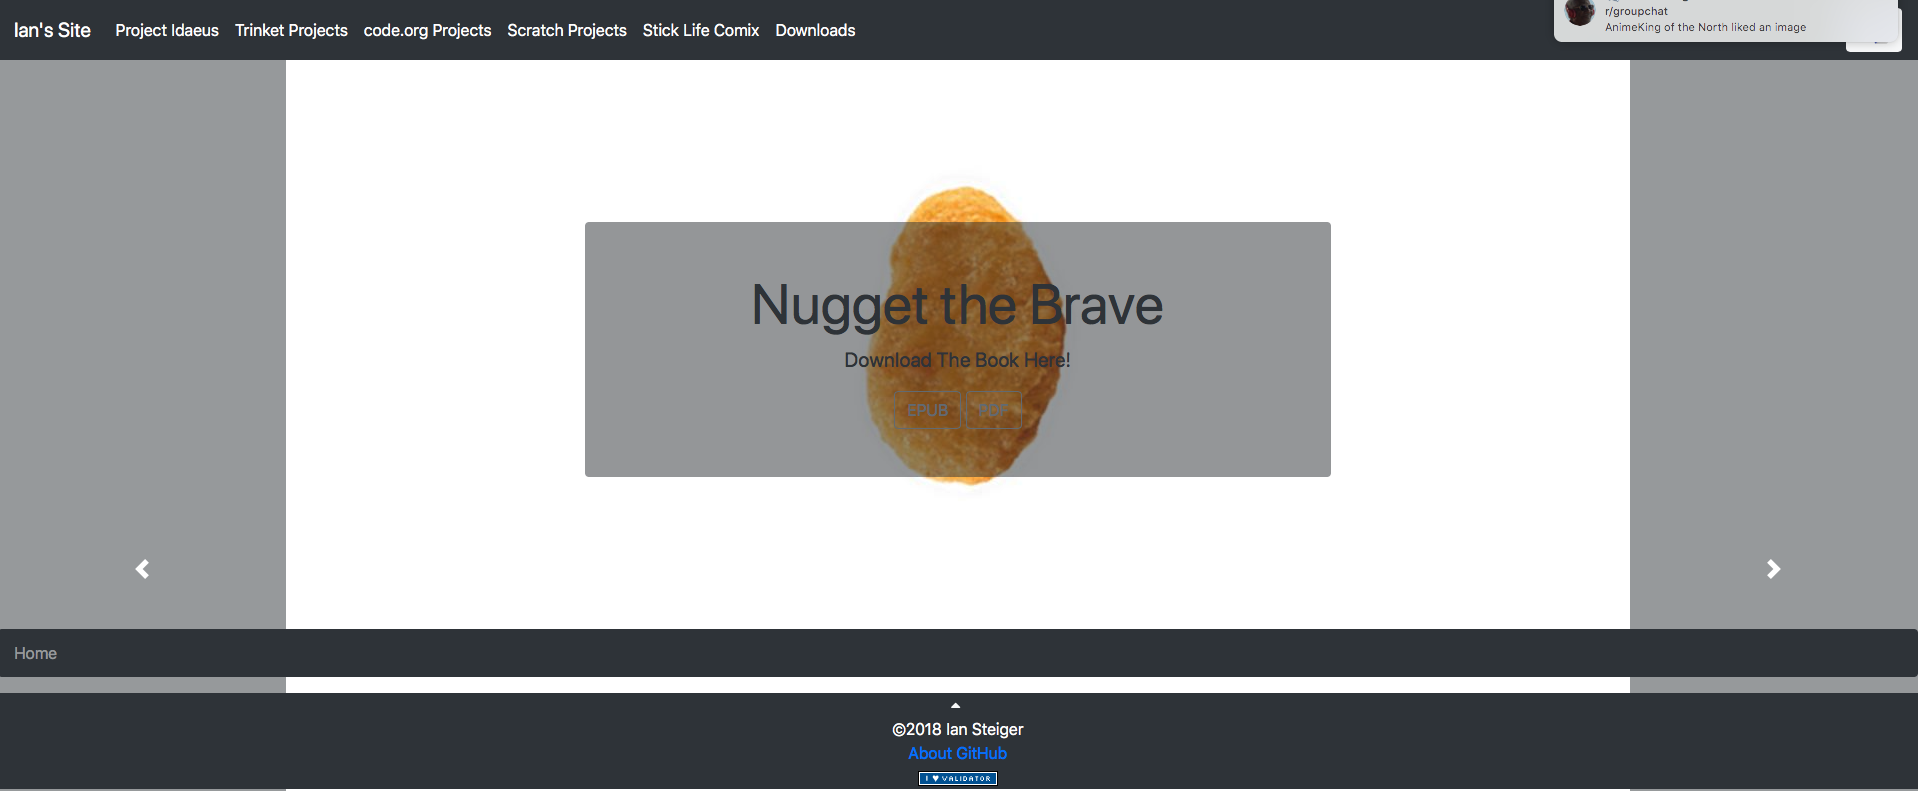 Ian's Site Project Idaeus Trinket Projects code.org Projects Scratch Projects Stick Life Comix Downloads
r/groupchat
AnimeKing of the North liked an image
Nugget the Brave
Download The Book Here!
EPUB PDF
Home
©2018 Ian Steiger
About GitHub
I ♥ VALIDATOR